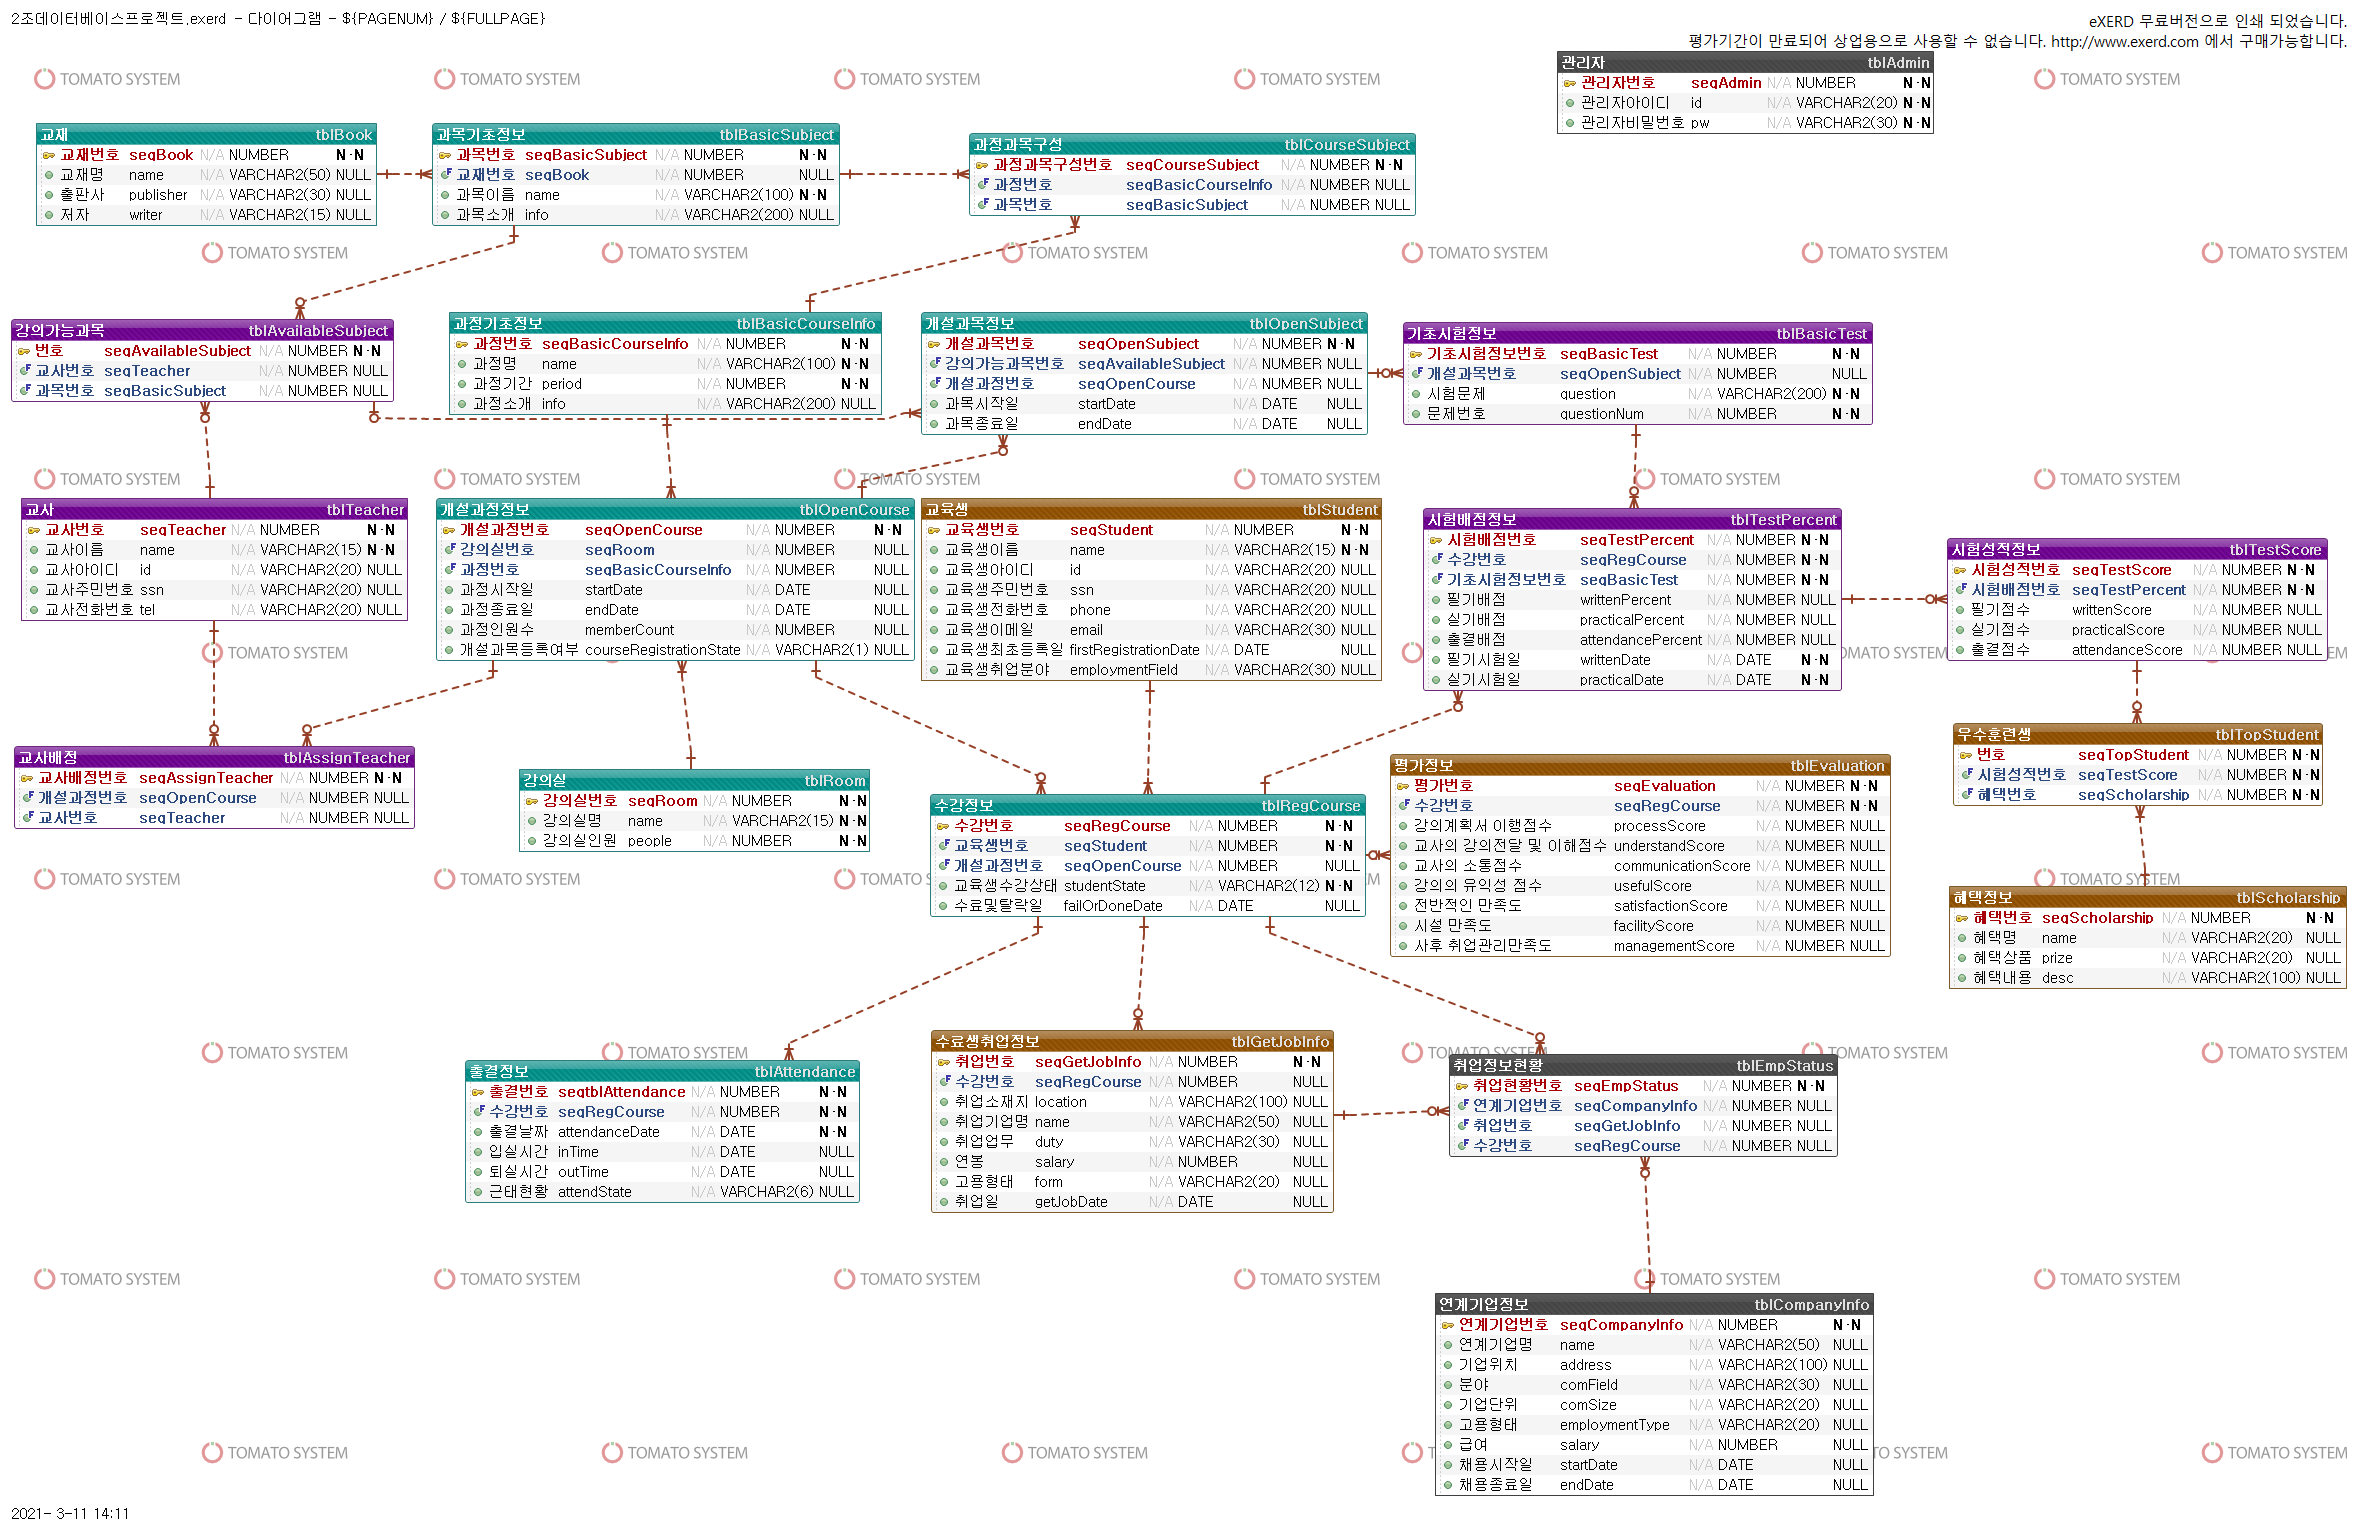 2조데이터베이스프로젝트.exerd - 다이어그램 - ${PAGENUM} / ${FULLPAGE}
eXERD 무료버전으로 인쇄 되었습니다.
평가기간이 만료되어 상업용으로 사용할 수 없습니다. http://www.exerd.com 에서 구매가능합니다.
관리자 tblAdmin
관리자번호 seqAdmin N/A NUMBER N-N
관리자아이디 id N/A VARCHAR2(20) N-N
관리자비밀번호 pw N/A VARCHAR2(30) N-N
교재 tblBook
교재번호 seqBook N/A NUMBER N-N
교재명 name N/A VARCHAR2(50) NULL
출판사 publisher N/A VARCHAR2(30) NULL
저자 writer N/A VARCHAR2(15) NULL
과목기초정보 tblBasicSubject
과목번호 seqBasicSubject N/A NUMBER N-N
교재번호 seqBook N/A NUMBER NULL
과목이름 name N/A VARCHAR2(100) N-N
과목소개 info N/A VARCHAR2(200) NULL
과정과목구성 tblCourseSubject
과정과목구성번호 seqCourseSubject N/A NUMBER N-N
과정번호 seqBasicCourseInfo N/A NUMBER NULL
과목번호 seqBasicSubject N/A NUMBER NULL
강의가능과목 tblAvailableSubject
번호 seqAvailableSubject N/A NUMBER N-N
교사번호 seqTeacher N/A NUMBER NULL
과목번호 seqBasicSubject N/A NUMBER NULL
과정기초정보 tblBasicCourseInfo
과정번호 seqBasicCourseInfo N/A NUMBER N-N
과정명 name N/A VARCHAR2(100) N-N
과정기간 period N/A NUMBER N-N
과정소개 info N/A VARCHAR2(200) NULL
개설과목정보 tblOpenSubject
개설과목번호 seqOpenSubject N/A NUMBER N-N
강의가능과목번호 seqAvailableSubject N/A NUMBER NULL
개설과정번호 seqOpenCourse N/A NUMBER NULL
과목시작일 startDate N/A DATE NULL
과목종료일 endDate N/A DATE NULL
기초시험정보 tblBasicTest
기초시험정보번호 seqBasicTest N/A NUMBER N-N
개설과목번호 seqOpenSubject N/A NUMBER NULL
시험문제 question N/A VARCHAR2(200) N-N
문제번호 questionNum N/A NUMBER N-N
교사 tblTeacher
교사번호 seqTeacher N/A NUMBER N-N
교사이름 name N/A VARCHAR2(15) N-N
교사아이디 id N/A VARCHAR2(20) NULL
교사주민번호 ssn N/A VARCHAR2(20) NULL
교사전화번호 tel N/A VARCHAR2(20) NULL
개설과정정보 tblOpenCourse
개설과정번호 seqOpenCourse N/A NUMBER N-N
강의실번호 seqRoom N/A NUMBER NULL
과정번호 seqBasicCourseInfo N/A NUMBER NULL
과정시작일 startDate N/A DATE NULL
과정종료일 endDate N/A DATE NULL
과정인원수 memberCount N/A NUMBER NULL
개설과목등록여부 courseRegistrationState N/A VARCHAR2(1) NULL
교육생 tblStudent
교육생번호 seqStudent N/A NUMBER N-N
교육생이름 name N/A VARCHAR2(15) N-N
교육생아이디 id N/A VARCHAR2(20) NULL
교육생주민번호 ssn N/A VARCHAR2(20) NULL
교육생전화번호 phone N/A VARCHAR2(20) NULL
교육생이메일 email N/A VARCHAR2(30) NULL
교육생최초등록일 firstRegistrationDate N/A DATE NULL
교육생취업분야 employmentField N/A VARCHAR2(30) NULL
시험배점정보 tblTestPercent
시험배점번호 seqTestPercent N/A NUMBER N-N
수강번호 seqRegCourse N/A NUMBER N-N
기초시험정보번호 seqBasicTest N/A NUMBER N-N
필기배점 writtenPercent N/A NUMBER NULL
실기배점 practicalPercent N/A NUMBER NULL
출결배점 attendancePercent N/A NUMBER NULL
필기시험일 writtenDate N/A DATE N-N
실기시험일 practicalDate N/A DATE N-N
시험성적정보 tblTestScore
시험성적번호 seqTestScore N/A NUMBER N-N
시험배점번호 seqTestPercent N/A NUMBER N-N
필기점수 writtenScore N/A NUMBER NULL
실기점수 practicalScore N/A NUMBER NULL
출결점수 attendanceScore N/A NUMBER NULL
교사배정 tblAssignTeacher
교사배정번호 seqAssignTeacher N/A NUMBER N-N
개설과정번호 seqOpenCourse N/A NUMBER NULL
교사번호 seqTeacher N/A NUMBER NULL
강의실 tblRoom
강의실번호 seqRoom N/A NUMBER N-N
강의실명 name N/A VARCHAR2(15) N-N
강의실인원 people N/A NUMBER N-N
수강정보 tblRegCourse
수강번호 seqRegCourse N/A NUMBER N-N
교육생번호 seqStudent N/A NUMBER N-N
개설과정번호 seqOpenCourse N/A NUMBER NULL
교육생수강상태 studentState N/A VARCHAR2(12) N-N
수료및탈락일 failOrDoneDate N/A DATE NULL
평가정보 tblEvaluation
평가번호 seqEvaluation N/A NUMBER N-N
수강번호 seqRegCourse N/A NUMBER N-N
강의계획서 이행점수 processScore N/A NUMBER NULL
교사의 강의전달 및 이해점수 understandScore N/A NUMBER NULL
교사의 소통점수 communicationScore N/A NUMBER NULL
강의의 유익성 점수 usefulScore N/A NUMBER NULL
전반적인 만족도 satisfactionScore N/A NUMBER NULL
시설 만족도 facilityScore N/A NUMBER NULL
사후 취업관리만족도 managementScore N/A NUMBER NULL
우수훈련생 tblTopStudent
번호 seqTopStudent N/A NUMBER N-N
시험성적번호 seqTestScore N/A NUMBER N-N
혜택번호 seqScholarship N/A NUMBER N-N
혜택정보 tblScholarship
혜택번호 seqScholarship N/A NUMBER N-N
혜택명 name N/A VARCHAR2(20) NULL
혜택상품 prize N/A VARCHAR2(20) NULL
혜택내용 desc N/A VARCHAR2(100) NULL
출결정보 tblAttendance
출결번호 seqtblAttendance N/A NUMBER N-N
수강번호 seqRegCourse N/A NUMBER N-N
출결날짜 attendanceDate N/A DATE N-N
입실시간 inTime N/A DATE NULL
퇴실시간 outTime N/A DATE NULL
근태현황 attendState N/A VARCHAR2(6) NULL
수료생취업정보 tblGetJobInfo
취업번호 seqGetJobInfo N/A NUMBER N-N
수강번호 seqRegCourse N/A NUMBER NULL
취업소재지 location N/A VARCHAR2(100) NULL
취업기업명 name N/A VARCHAR2(50) NULL
취업업무 duty N/A VARCHAR2(30) NULL
연봉 salary N/A NUMBER NULL
고용형태 form N/A VARCHAR2(20) NULL
취업일 getJobDate N/A DATE NULL
취업정보현황 tblEmpStatus
취업현황번호 seqEmpStatus N/A NUMBER N-N
연계기업번호 seqCompanyInfo N/A NUMBER NULL
취업번호 seqGetJobInfo N/A NUMBER NULL
수강번호 seqRegCourse N/A NUMBER NULL
연계기업정보 tblCompanyInfo
연계기업번호 seqCompanyInfo N/A NUMBER N-N
연계기업명 name N/A VARCHAR2(50) NULL
기업위치 address N/A VARCHAR2(100) NULL
분야 comField N/A VARCHAR2(30) NULL
기업단위 comSize N/A VARCHAR2(20) NULL
고용형태 employmentType N/A VARCHAR2(20) NULL
급여 salary N/A NUMBER NULL
채용시작일 startDate N/A DATE NULL
채용종료일 endDate N/A DATE NULL
TOMATO SYSTEM
2021- 3-11 14:11